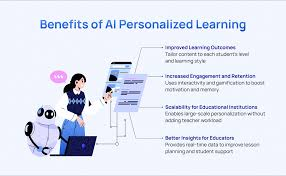 Benefits of AI Personalized Learning
Improved Learning Outcomes
Tailor content to each student's level
and learning style
Increased Engagement and Retention
Uses interactivity and gamification to boost
motivation and memory.
Scalability for Educational Institutions
Enables large-scale personalization without
adding teacher workload
Better Insights for Educators
Provides real-time data to improve lesson
planning and student support